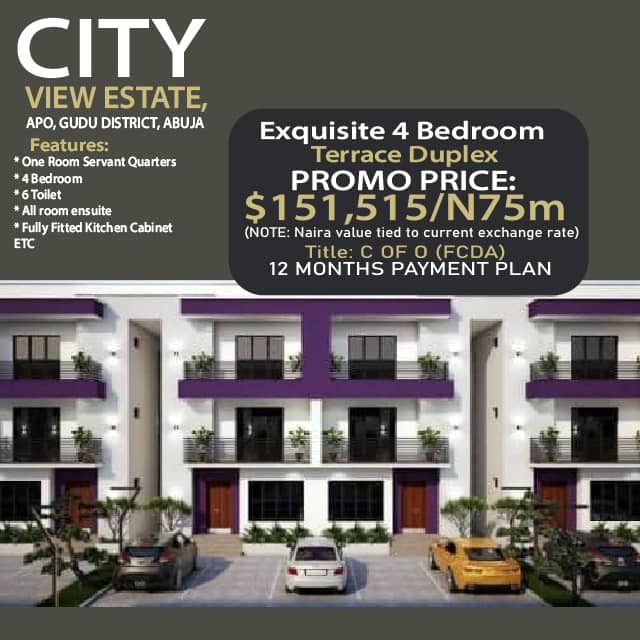 CITY
VIEW ESTATE,
APO, GUDU DISTRICT, ABUJA
Features:
* One Room Servant Quarters
* 4 Bedroom
* 6 Toilet
* All room ensuite
* Fully Fitted Kitchen Cabinet
ETC
Exquisite 4 Bedroom
Terrace Duplex
PROMO PRICE:
$151,515/N75m
(NOTE: Naira value tied to current exchange rate)
Title: C OF O (FCDA)
12 MONTHS PAYMENT PLAN